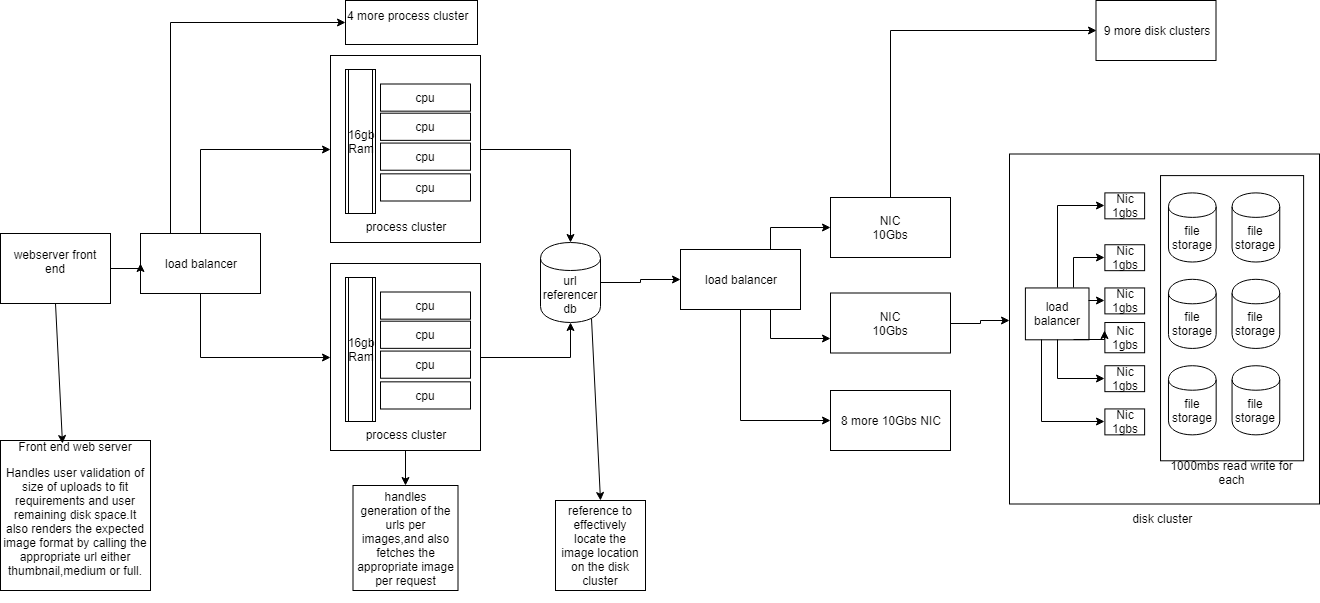 4 more process cluster
9 more disk clusters
cpu
cpu
cpu
cpu
16gb
Ram
process cluster
webserver front
end
load balancer
url
referencer
db
load balancer
NIC
10Gbs
NIC
10Gbs
8 more 10Gbs NIC
cpu
cpu
cpu
cpu
16gb
Ram
process cluster
load
balancer
Nic
1gbs
Nic
1gbs
Nic
1gbs
Nic
1gbs
Nic
1gbs
Nic
1gbs
file
storage
file
storage
file
storage
file
storage
file
storage
file
storage
1000mbs read write for
each
disk cluster
Front end web server
Handles user validation of
size of uploads to fit
requirements and user
remaining disk space.It
also renders the expected
image format by calling the
appropriate url either
thumbnail,medium or full.
handles
generation of the
urls per
images,and also
fetches the
appropriate image
per request
reference to
effectively
locate the
image location
on the disk
cluster